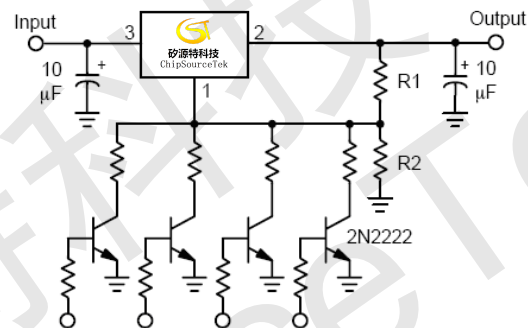 Input
Output
3
2
矽源特科技
ChipSourceTek
1
10
μF
+
R1
+
10
μF
R2
2N2222